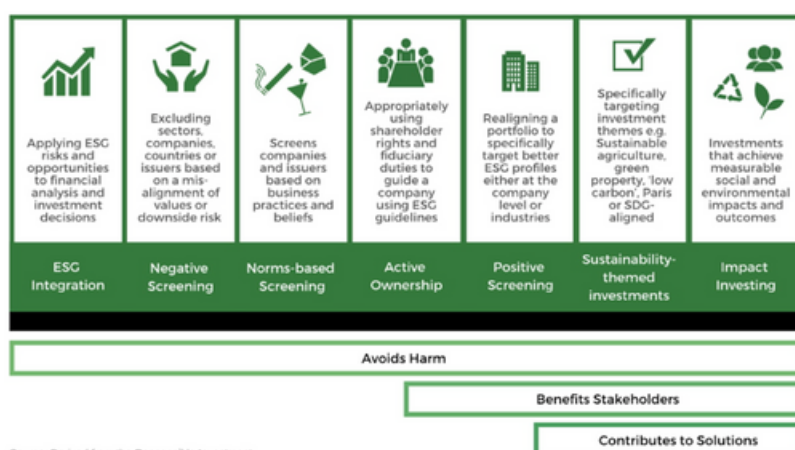 Applying ESG
risks and
opportunities
to financial
analysis and
investment
decisions
Excluding
sectors,
companies,
countries or
issuers based
on a mis-
alignment of
values or
downside risk
Screens
companies
and issuers
based on
business
practices and
beliefs
Appropriately
using
shareholder
rights and
fiduciary
duties to
guide a
company
using ESG
guidelines
Realigning a
portfolio to
specifically
target better
ESG profiles
either at the
company
level or
industries
Specifically
targeting
investment
themes e.g.
Sustainable
agriculture,
green
property, 'low
carbon', Paris
or SDG-
aligned
Investments
that achieve
measurable
social and
environmental
impacts and
outcomes
ESG
Integration
Negative
Screening
Norms-based
Screening
Active
Ownership
Positive
Screening
Sustainability-
themed
investments
Impact
Investing
Avoids Harm
Benefits Stakeholders
Contributes to Solutions